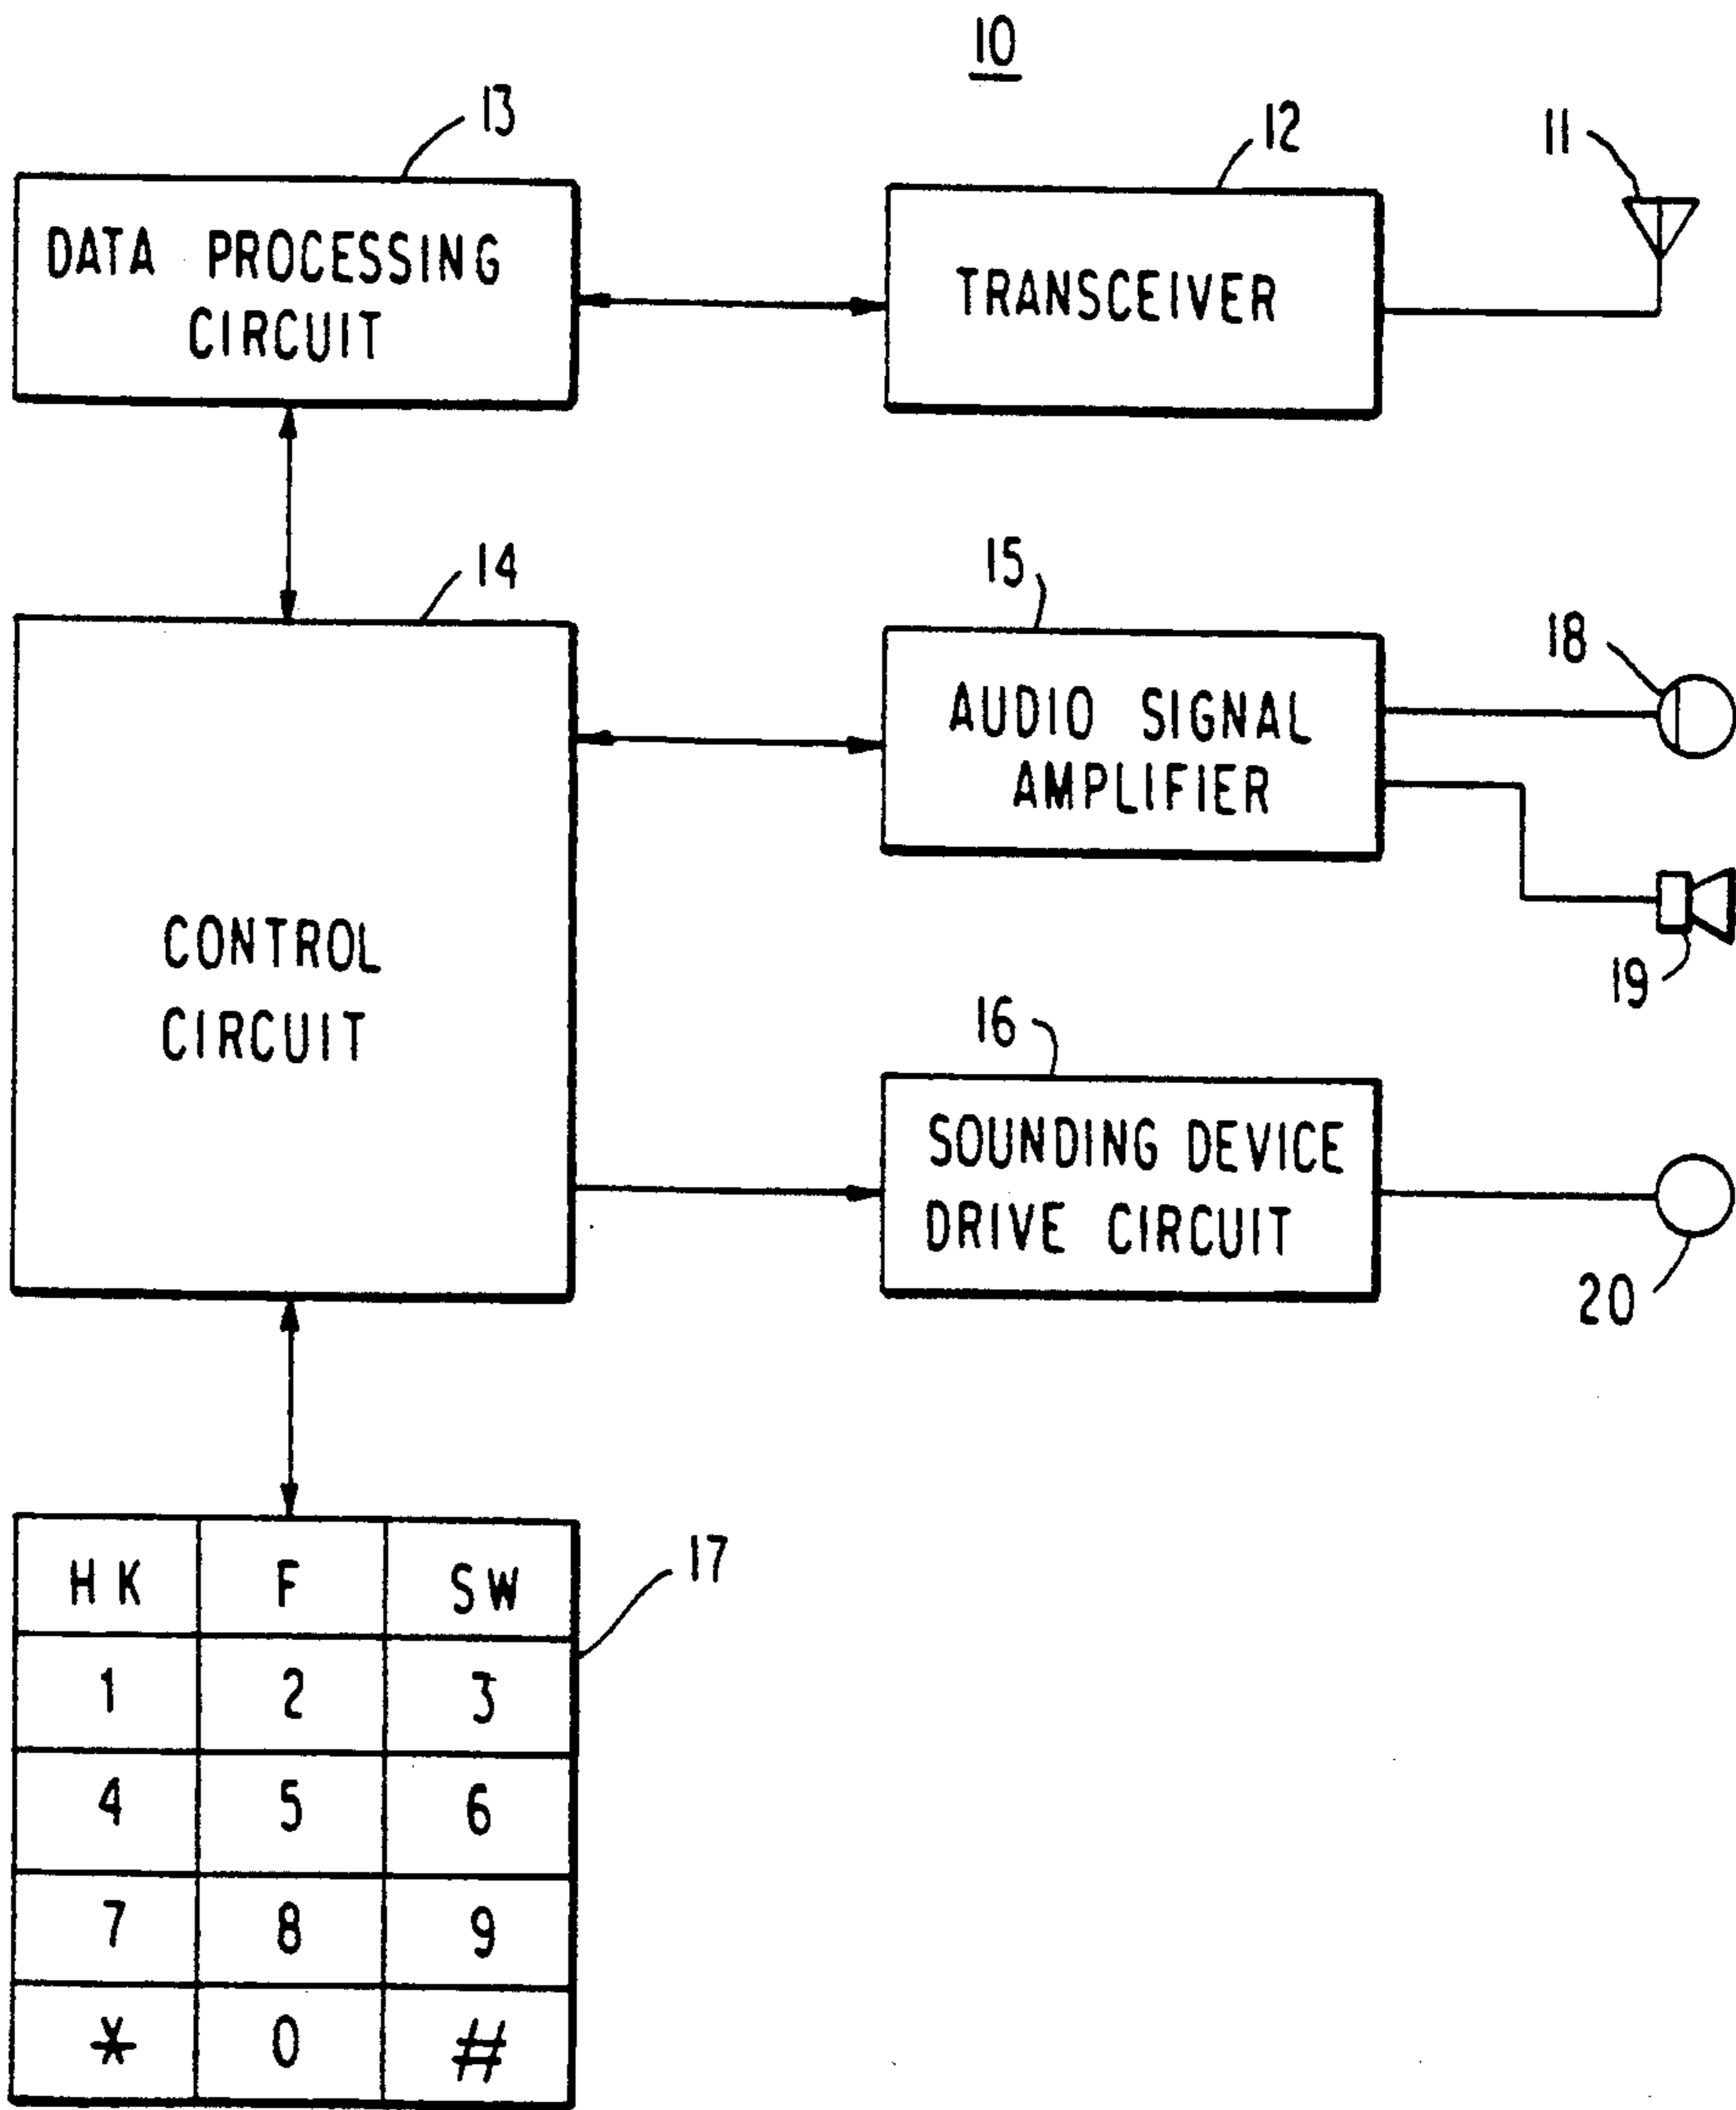 10
13
12
11
DATA PROCESSING
CIRCUIT
TRANSCEIVER
14
15
18
AUDIO SIGNAL
AMPLIFIER
CONTROL
CIRCUIT
19
16
SOUNDING DEVICE
DRIVE CIRCUIT
20
HK F SW
17
1 2 3
4 5 6
7 8 9
* 0 #